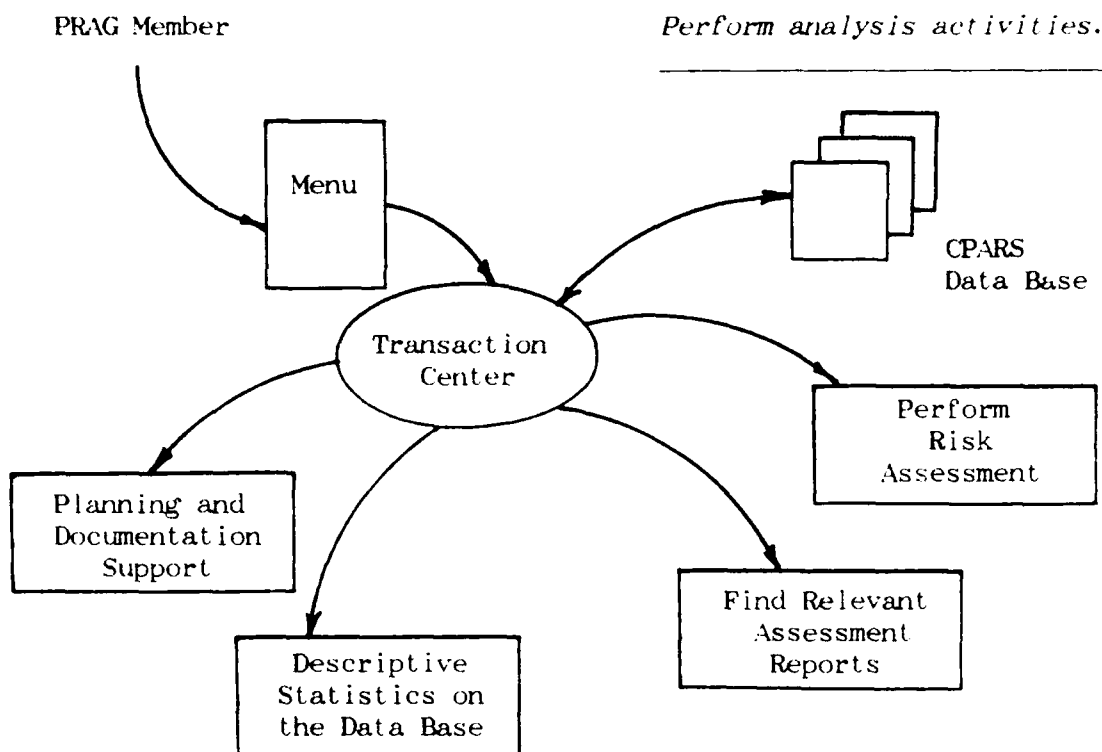 PRAG Member
Perform analysis activities.
Menu
CPARS
Data Base
Transaction
Center
Perform
Risk
Assessment
Planning and
Documentation
Support
Find Relevant
Assessment
Reports
Descriptive
Statistics on
the Data Base